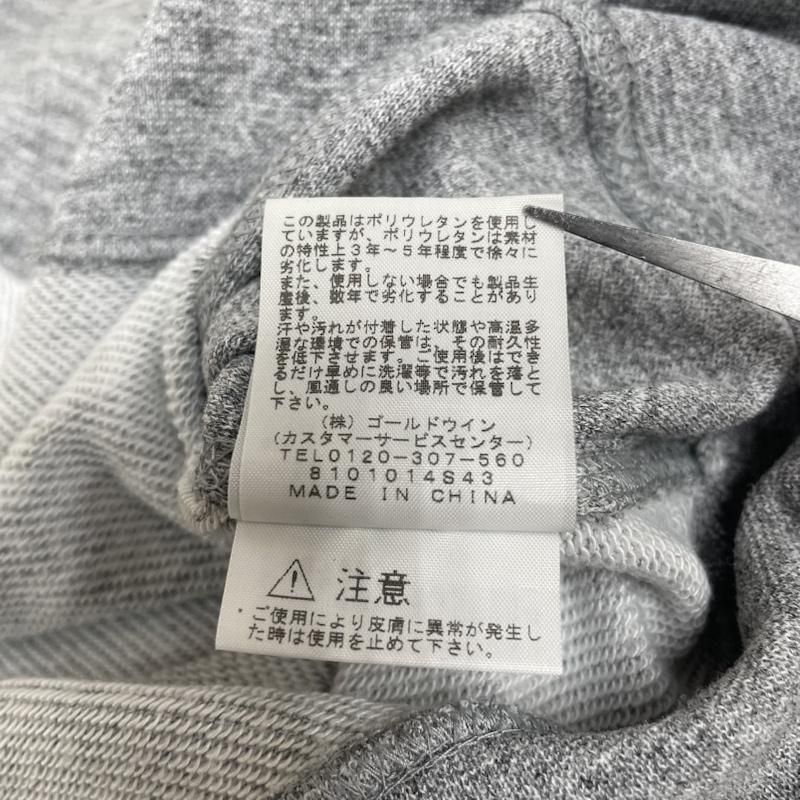 この製品はポリウレタンを使用し
ていますが、ポリウレタンは素材
の特性上3年～5年程度で徐々に
劣化します。
また、使用しない場合でも製品生
産後、数年で劣化することがあり
ます。
汗や汚れが付着した状態や高温多
湿な環境での保管は、その耐久性
を低下させます。ご使用後はでき
るだけ早めに洗濯等で汚れを落と
し、風通しの良い場所で保管して
下さい。
(株) ゴールドウイン
(カスタマーサービスセンター)
TEL0120-307-560
8101014S43
MADE IN CHINA
注意
・ご使用により皮膚に異常が発生し
た時は使用を止めて下さい。